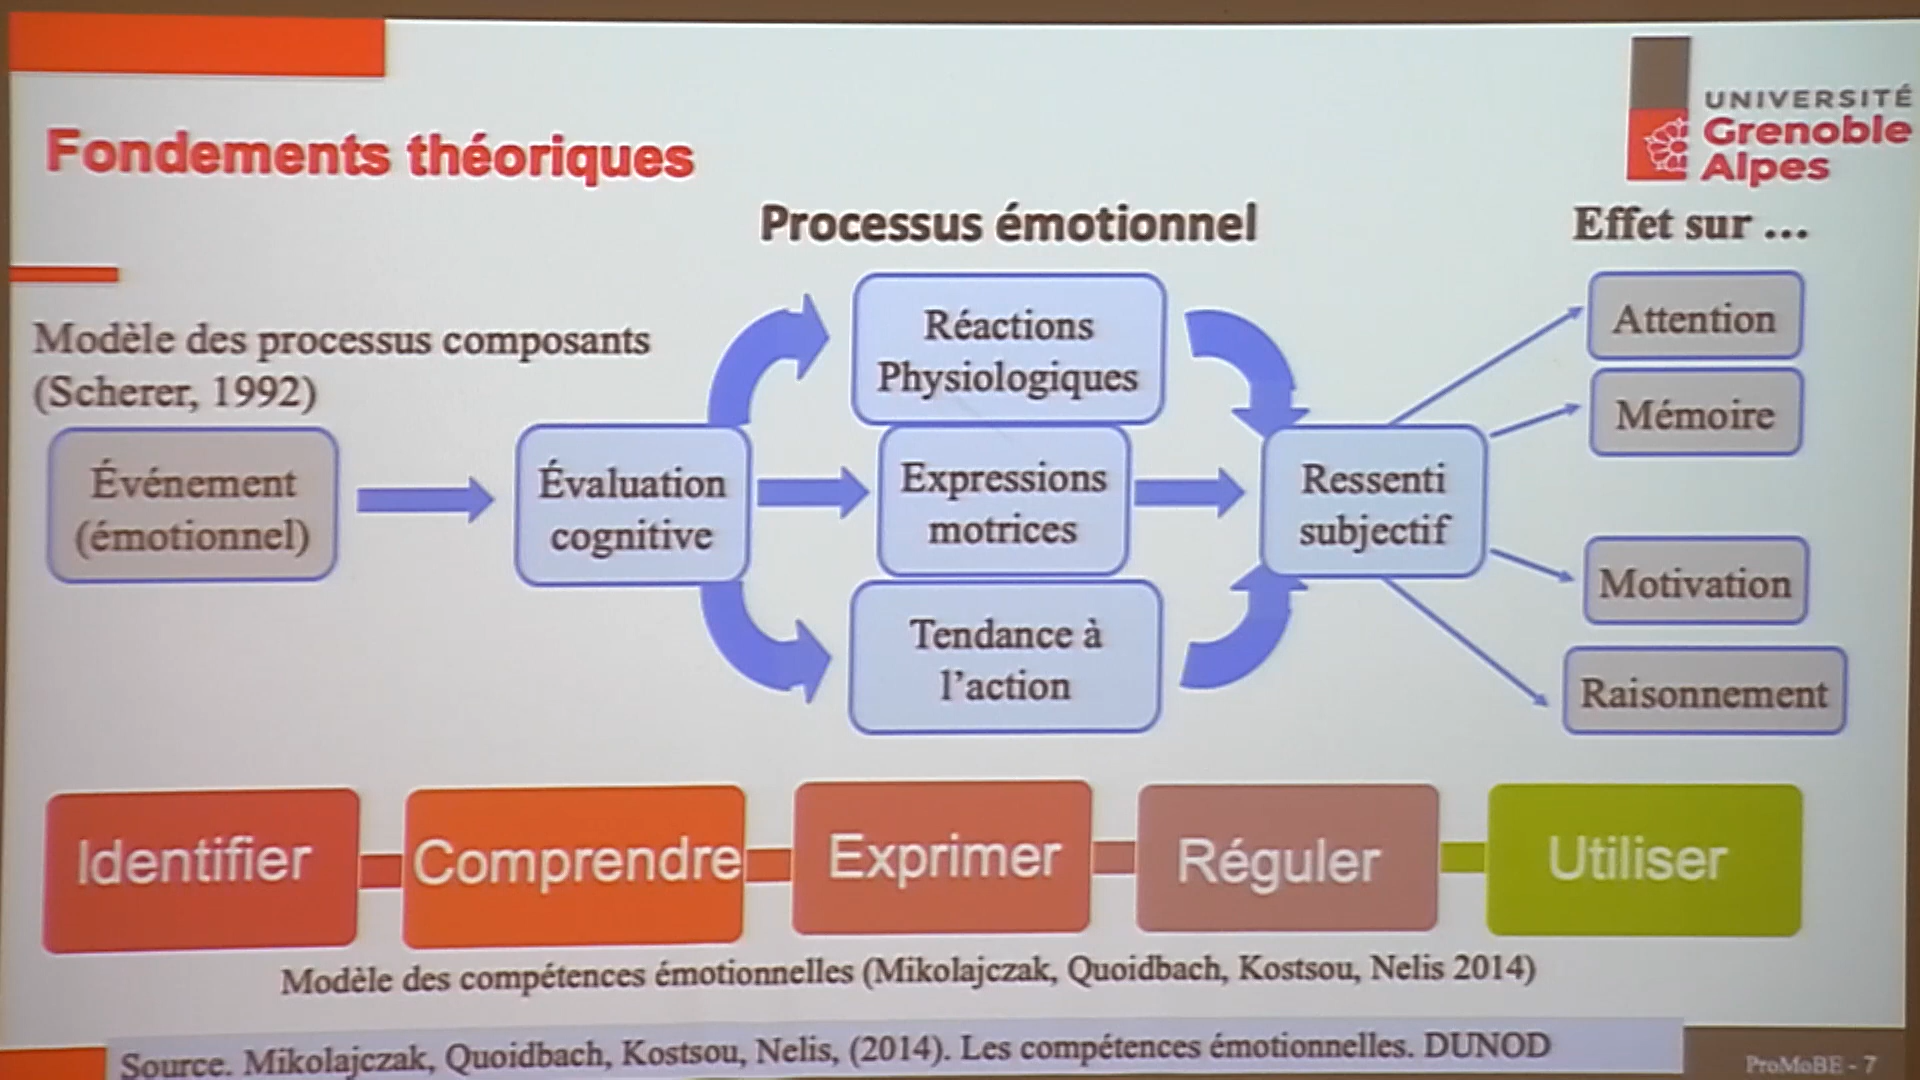 UNIVERSITÉ
Grenoble
Alpes
Fondements théoriques
Processus émotionnel
Effet sur ...
Modèle des processus composants
(Scherer, 1992)
Événement
(émotionnel)
Évaluation
cognitive
Réactions
Physiologiques
Expressions
motrices
Tendance à
l'action
Ressenti
subjectif
Attention
Mémoire
Motivation
Raisonnement
Identifier
Comprendre
Exprimer
Réguler
Utiliser
Modèle des compétences émotionnelles (Mikolajczak, Quoidbach, Kostsou, Nelis 2014)
Source. Mikolajczak, Quoidbach, Kostsou, Nelis, (2014). Les compétences émotionnelles. DUNOD
ProMoBE - 7